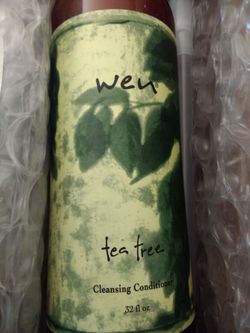 wen
tea tree
Cleansing Conditioner
32 fl oz